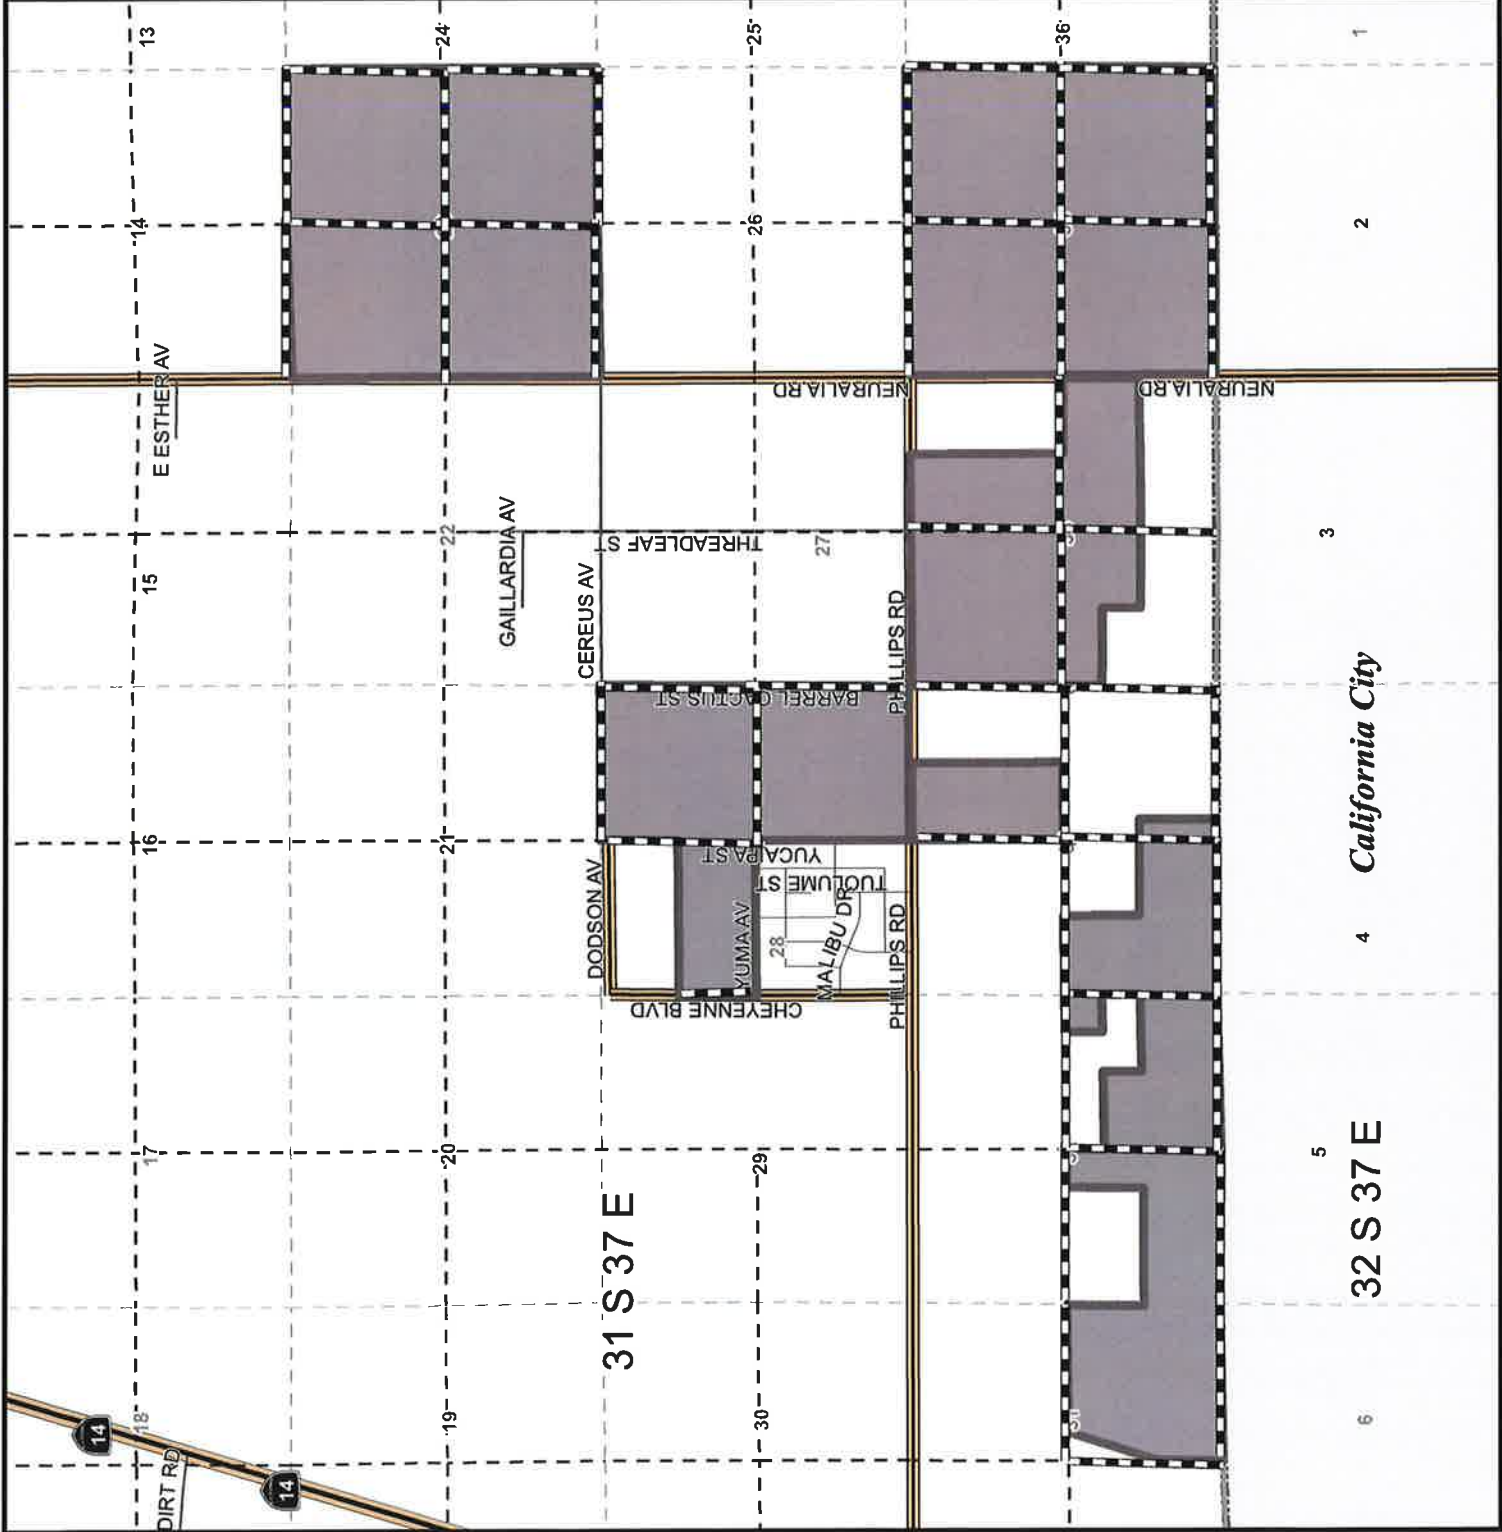 14
18
17
16
15
14
13
DIRT RD
E ESTHER AV
14
19
20
21
22
24
GAILLARDIA AV
DODSON AV
CEREUS AV
31 S 37 E
THREADLEAF ST
CHEYENNE BLVD
BARREL CACTUS ST
YUMA AV
YUCAIPA ST
30
29
28
27
26
25
TUOLUME ST
MALIBU DR
NEURALIA RD
PHILLIPS RD
PHILLIPS RD
36
NEURALIA RD
6
5
4
3
2
1
32 S 37 E
California City